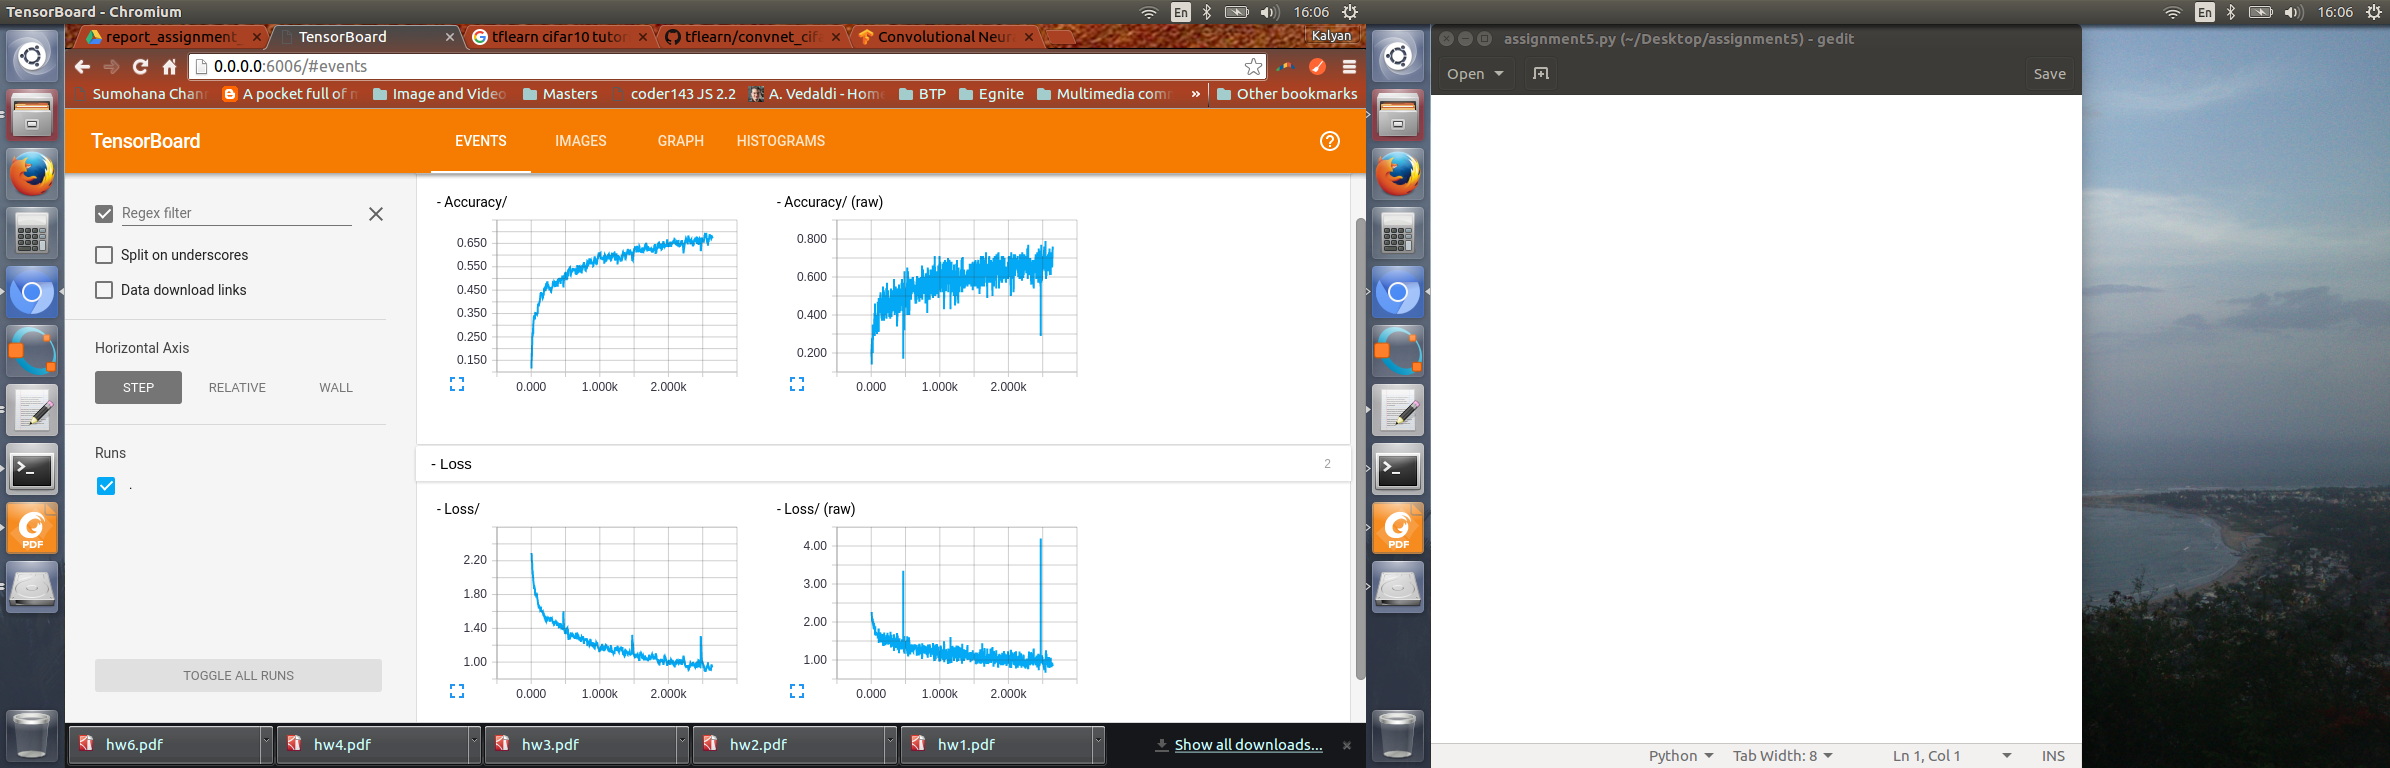 TensorBoard - Chromium
En
16:06
En
16:06
report_assignment
TensorBoard
tflearn cifar10 tutor
tflearn/convnet_cifa
Convolutional Neura
Kalyan
assignment5.py (~/Desktop/assignment5) - gedit
0.0.0.0:6006/#events
Open
Save
Sumohana Chan
A pocket full of m
Image and Video
Masters
coder143 JS 2.2
A. Vedaldi - Home
BTP
Egnite
Multimedia com
»
Other bookmarks
TensorBoard
EVENTS
IMAGES
GRAPH
HISTOGRAMS
Regex filter
Split on underscores
Data download links
Horizontal Axis
STEP
RELATIVE
WALL
Runs
.
TOGGLE ALL RUNS
- Accuracy/
0.650
0.550
0.450
0.350
0.250
0.150
0.000 1.000k 2.000k
- Accuracy/ (raw)
0.800
0.600
0.400
0.200
0.000 1.000k 2.000k
- Loss 2
- Loss/
2.20
1.80
1.40
1.00
0.000 1.000k 2.000k
- Loss/ (raw)
4.00
3.00
2.00
1.00
0.000 1.000k 2.000k
PDF
PDF
hw6.pdf
hw4.pdf
hw3.pdf
hw2.pdf
hw1.pdf
Show all downloads...
Python
Tab Width: 8
Ln 1, Col 1
INS